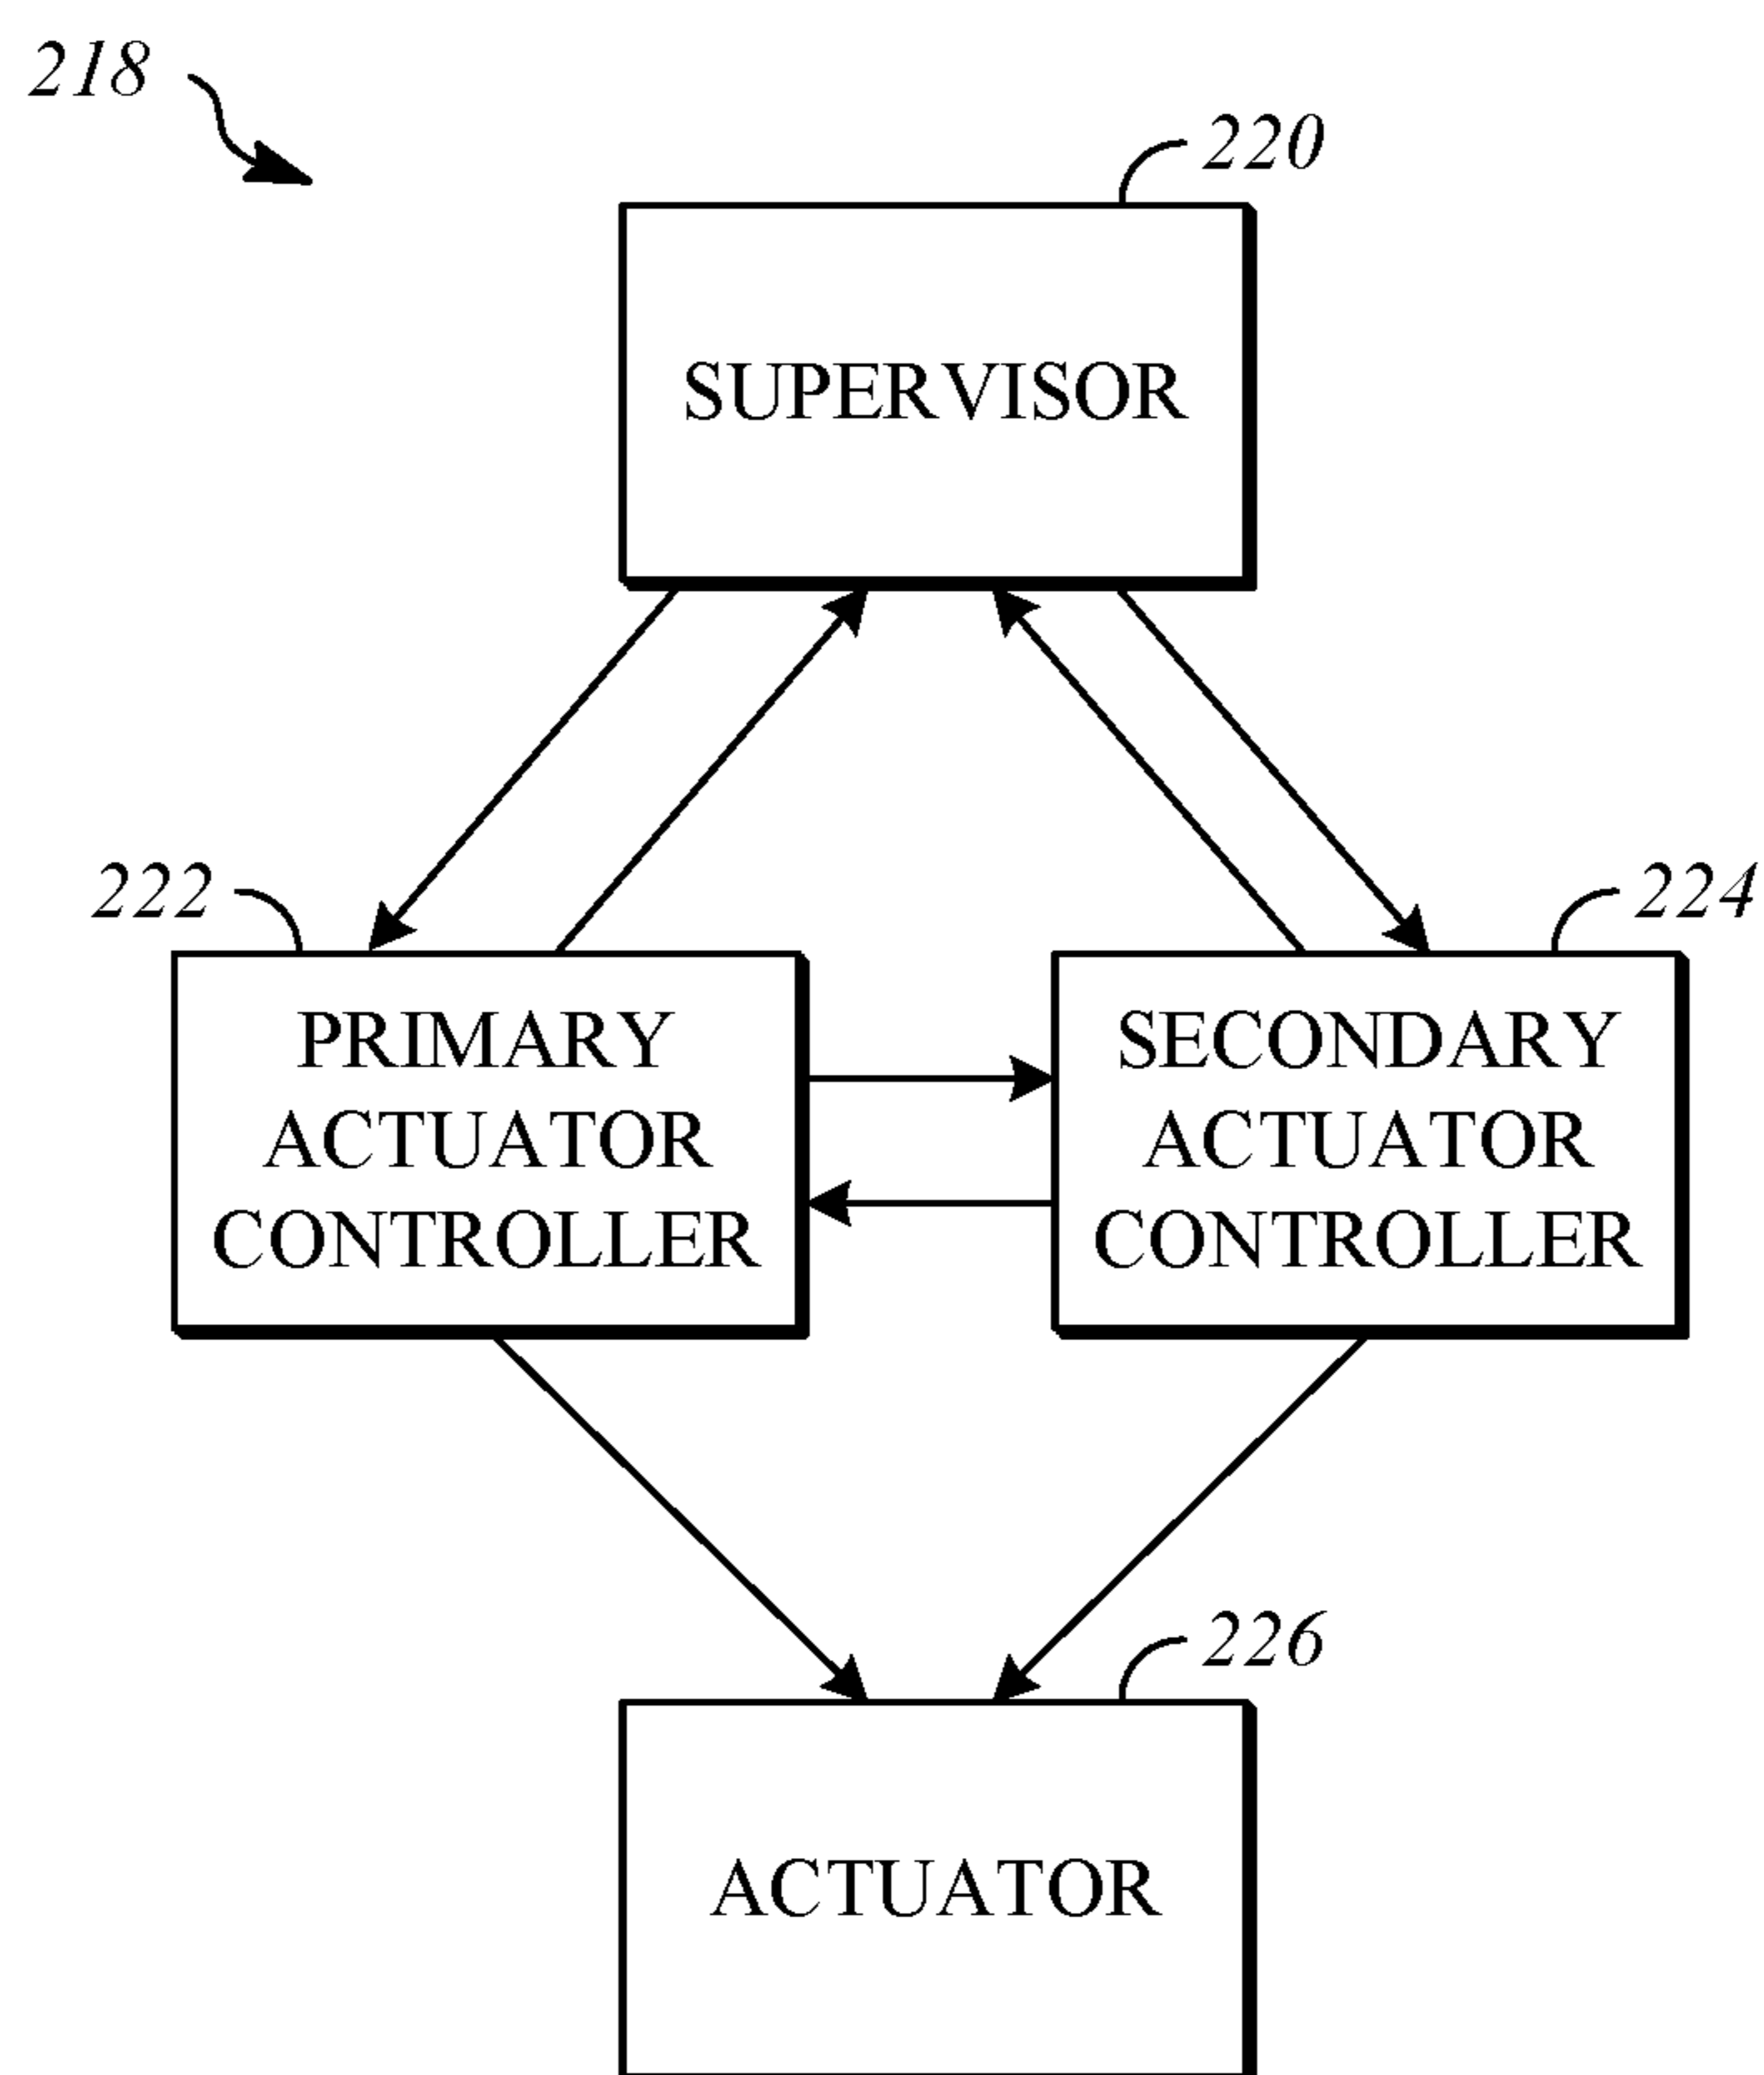 218
220
SUPERVISOR
222
224
PRIMARY
ACTUATOR
CONTROLLER
SECONDARY
ACTUATOR
CONTROLLER
226
ACTUATOR